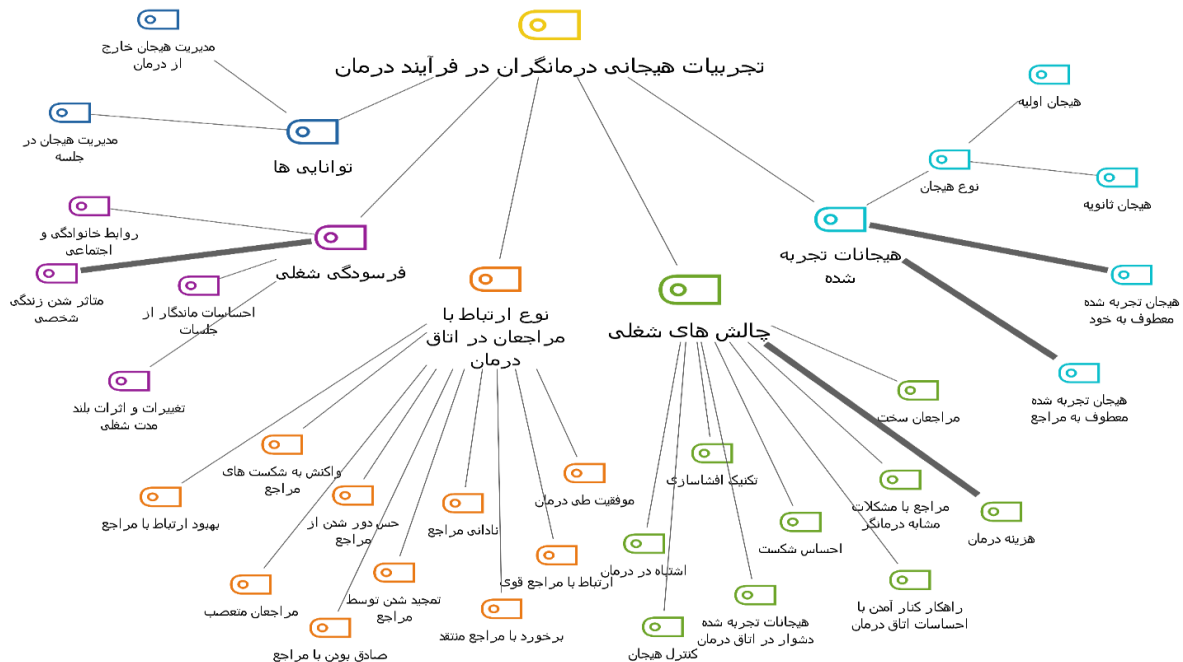 تجربیات هیجانی درمانگران در فرآیند درمان
مدیریت هیجان خارج
از درمان
مدیریت هیجان در
جلسه
توانایی ها
هیجان اولیه
نوع هیجان
هیجان ثانویه
هیجانات تجربه
شده
هیجان تجربه شده
معطوف به خود
هیجان تجربه شده
معطوف به مراجع
روابط خانوادگی و
اجتماعی
فرسودگی شغلی
متاثر شدن زندگی
شخصی
احساسات ماندگار از
جلسات
تغییرات و اثرات بلند
مدت شغلی
نوع ارتباط با
مراجعان در اتاق
درمان
واکنش به شکست های
مراجع
بهبود ارتباط با مراجع
حس دور شدن از
مراجع
نادانی مراجع
موفقیت طی درمان
ارتباط با مراجع قوی
مراجعان متعصب
تمجید شدن توسط
مراجع
برخورد با مراجع منتقد
صادق بودن با مراجع
چالش های شغلی
مراجعان سخت
تکنیک افشاسازی
مراجع با مشکلات
مشابه درمانگر
هزینه درمان
احساس شکست
اشتباه در درمان
راهکار کنار آمدن با
احساسات اتاق درمان
هیجانات تجربه شده
دشوار در اتاق درمان
کنترل هیجان